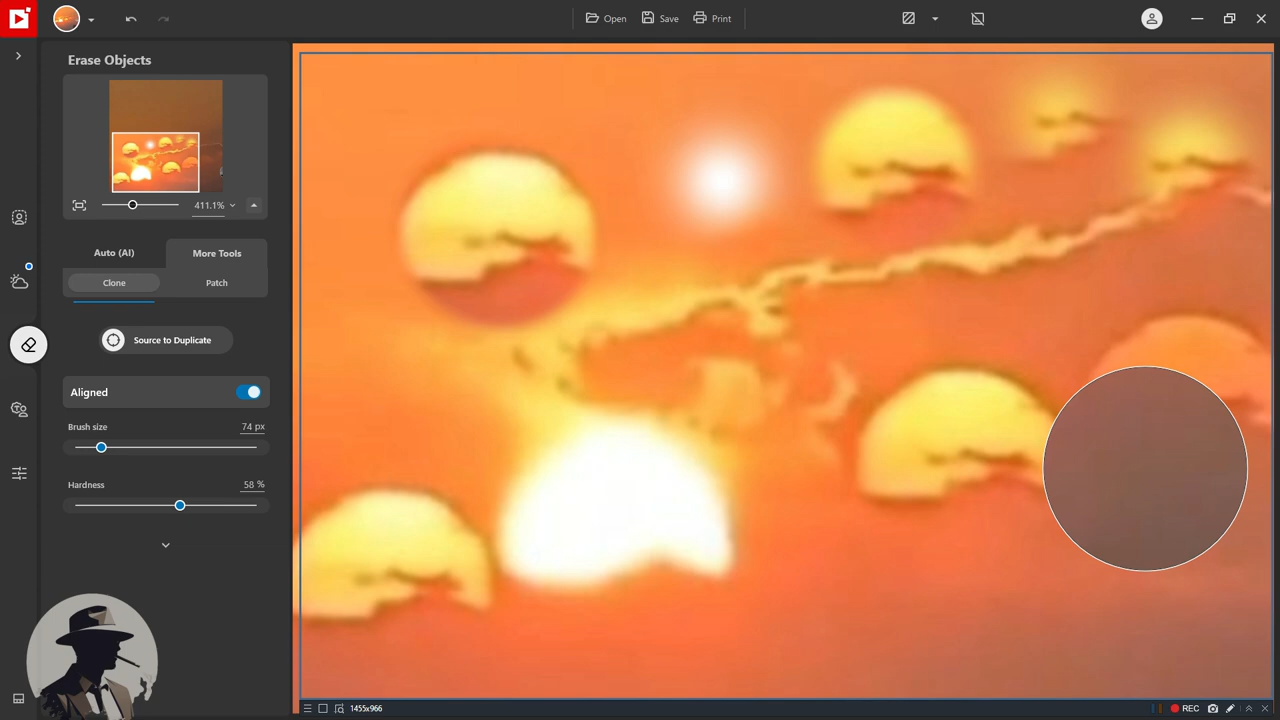 Open
Save
Print
Erase Objects
411.1%
Auto (AI)
More Tools
Clone
Patch
Source to Duplicate
Aligned
Brush size
74 px
Hardness
58 %
1455x966
REC